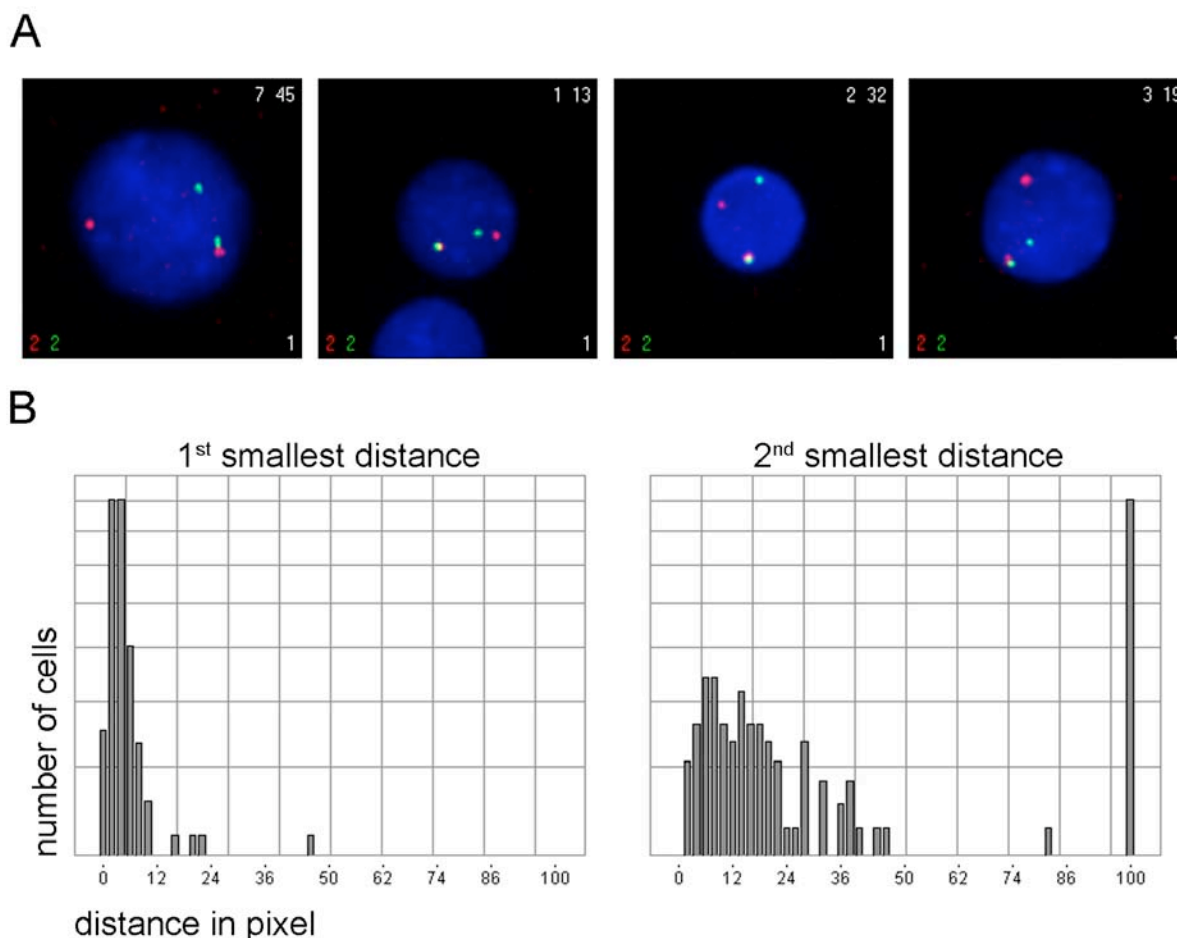 A
7 45
1 13
2 32
3 19
2 2
1
2 2
1
2 2
1
2 2
1
B
1st smallest distance
2nd smallest distance
number of cells
0 12 24 36 50 62 74 86 100
0 12 24 36 50 62 74 86 100
distance in pixel